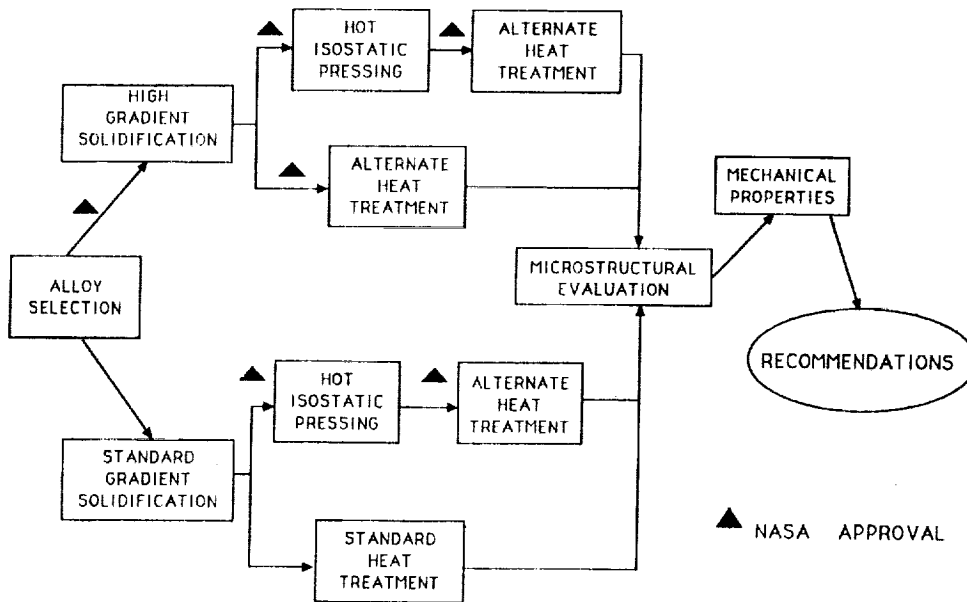 HOT
ISOSTATIC
PRESSING
ALTERNATE
HEAT
TREATMENT
HIGH
GRADIENT
SOLIDIFICATION
ALTERNATE
HEAT
TREATMENT
MECHANICAL
PROPERTIES
ALLOY
SELECTION
MICROSTRUCTURAL
EVALUATION
RECOMMENDATIONS
HOT
ISOSTATIC
PRESSING
ALTERNATE
HEAT
TREATMENT
STANDARD
GRADIENT
SOLIDIFICATION
STANDARD
HEAT
TREATMENT
NASA APPROVAL